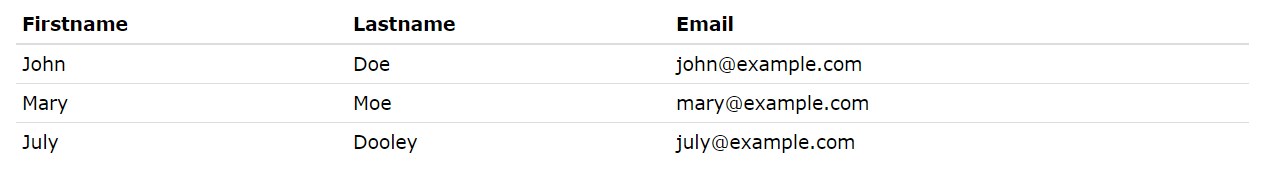 Firstname Lastname Email
John Doe john@example.com
Mary Moe mary@example.com
July Dooley july@example.com